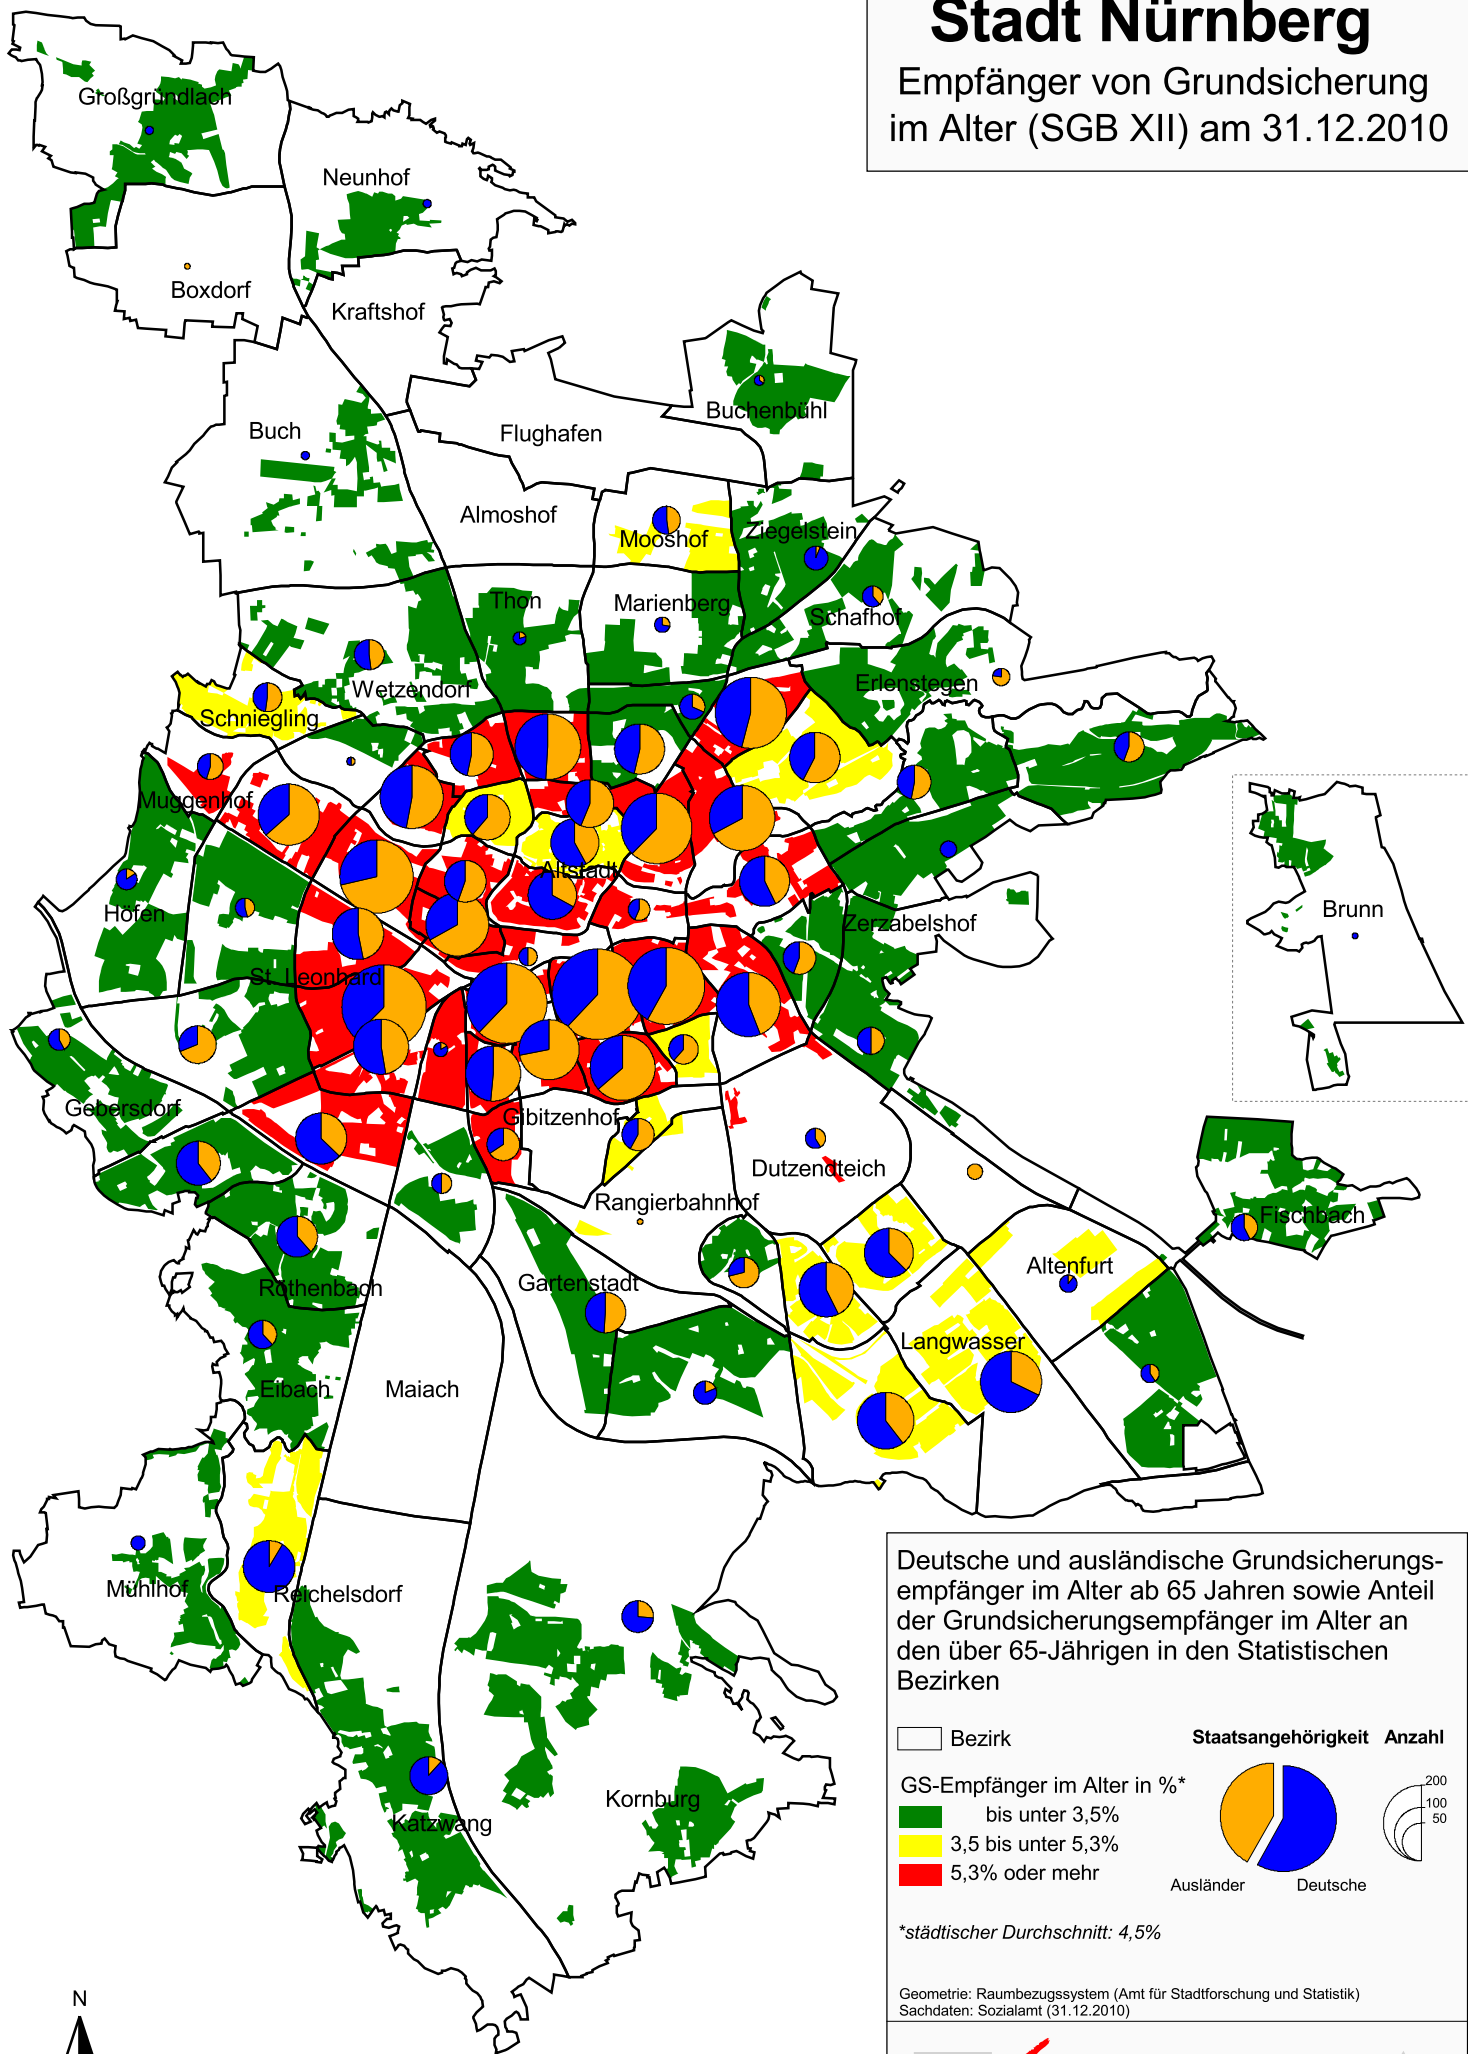 Stadt Nürnberg
Empfänger von Grundsicherung
im Alter (SGB XII) am 31.12.2010
Großgründlach
Neunhof
Boxdorf
Kraftshof
Buchenbühl
Buch
Flughafen
Almoshof
Mooshof
Ziegelstein
Thon
Marienberg
Schafhof
Wetzendorf
Erlenstegen
Schniegling
Muggenhof
Altstadt
Höfen
Zerzabelshof
Brunn
St. Leonhard
Gebersdorf
Gibitzenhof
Dutzendteich
Rangierbahnhof
Fischbach
Altenfurt
Röthenbach
Gartenstadt
Langwasser
Eibach
Maiach
Mühlhof
Reichelsdorf
Kornburg
Katzwang
N
Deutsche und ausländische Grundsicherungs-
empfänger im Alter ab 65 Jahren sowie Anteil
der Grundsicherungsempfänger im Alter an
den über 65-Jährigen in den Statistischen
Bezirken
Bezirk
Staatsangehörigkeit
Anzahl
GS-Empfänger im Alter in %*
bis unter 3,5%
3,5 bis unter 5,3%
5,3% oder mehr
200
100
50
Ausländer
Deutsche
*städtischer Durchschnitt: 4,5%
Geometrie: Raumbezugssystem (Amt für Stadtforschung und Statistik)
Sachdaten: Sozialamt (31.12.2010)